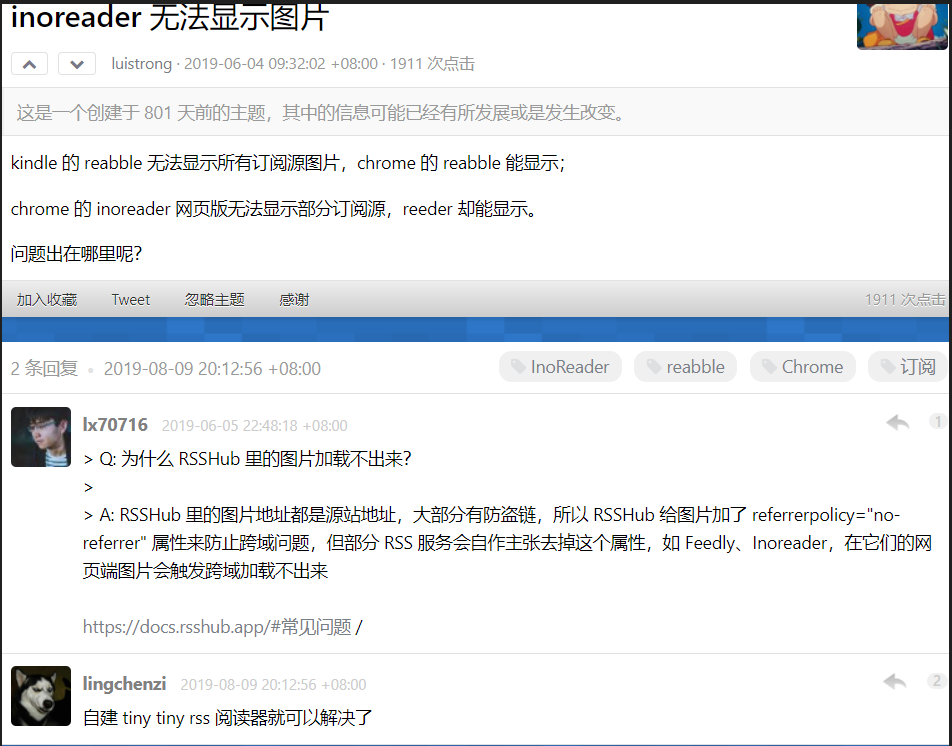 inoreader 无法显示图片
luistrong · 2019-06-04 09:32:02 +08:00 · 1911 次点击
这是一个创建于 801 天前的主题，其中的信息可能已经有所发展或是发生改变。
kindle 的 reabble 无法显示所有订阅源图片，chrome 的 reabble 能显示；
chrome 的 inoreader 网页版无法显示部分订阅源，reeder 却能显示。
问题出在哪里呢？
加入收藏 Tweet 忽略主题 感谢 1911 次点击
2 条回复 • 2019-08-09 20:12:56 +08:00 InoReader reabble Chrome 订阅
lx70716 2019-06-05 22:48:18 +08:00 1
> Q: 为什么 RSSHub 里的图片加载不出来？
>
> A: RSSHub 里的图片地址都是源站地址，大部分有防盗链，所以 RSSHub 给图片加了 referrerpolicy="no-
referrer" 属性来防止跨域问题，但部分 RSS 服务会自作主张去掉这个属性，如 Feedly、Inoreader，在它们的网
页端图片会触发跨域加载不出来
https://docs.rsshub.app/#常见问题 /
lingchenzi 2019-08-09 20:12:56 +08:00 2
自建 tiny tiny rss 阅读器就可以解决了